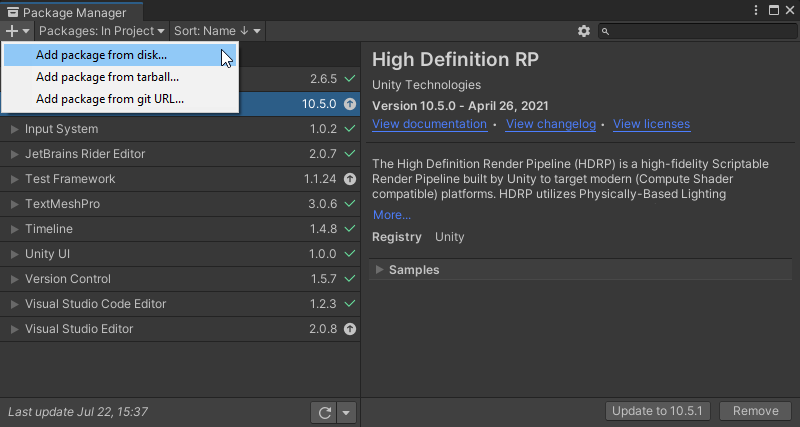 Package Manager
Packages: In Project
Sort: Name ↓
Add package from disk...
Add package from tarball...
Add package from git URL...
2.6.5
10.5.0
Input System 1.0.2
JetBrains Rider Editor 2.0.7
Test Framework 1.1.24
TextMeshPro 3.0.6
Timeline 1.4.8
Unity UI 1.0.0
Version Control 1.5.7
Visual Studio Code Editor 1.2.3
Visual Studio Editor 2.0.8
Last update Jul 22, 15:37
High Definition RP
Unity Technologies
Version 10.5.0 - April 26, 2021
View documentation • View changelog • View licenses
The High Definition Render Pipeline (HDRP) is a high-fidelity Scriptable
Render Pipeline built by Unity to target modern (Compute Shader
compatible) platforms. HDRP utilizes Physically-Based Lighting
More...
Registry Unity
Samples
Update to 10.5.1
Remove